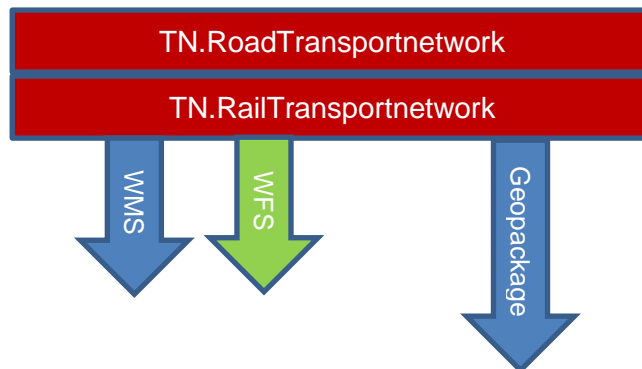 TN.RoadTransportnetwork
TN.RailTransportnetwork
WMS
WFS
Geopackage